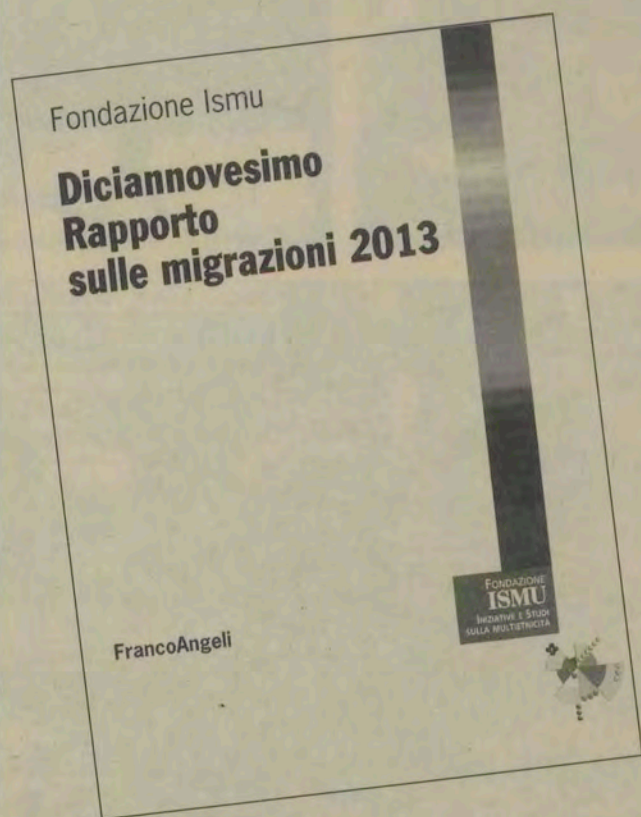 Fondazione Ismu
Diciannovesimo
Rapporto
sulle migrazioni 2013
FONDAZIONE
ISMU
INIZIATIVE E STUDI
SULLA MULTIETNICITÀ
FrancoAngeli